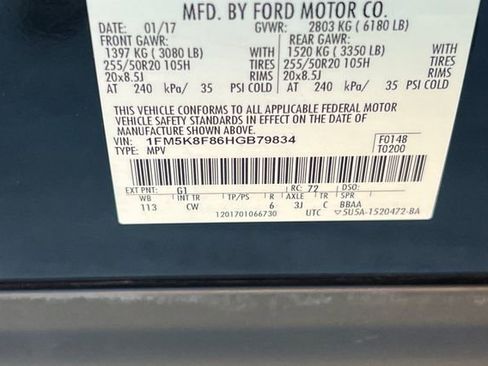 MFD. BY FORD MOTOR CO.
DATE: 01/17 GVWR: 2803 KG ( 6180 LB)
FRONT GAWR: REAR GAWR:
1397 KG ( 3080 LB) WITH 1520 KG ( 3350 LB) WITH
255/50R20 105H TIRES 255/50R20 105H TIRES
20x8.5J RIMS 20x8.5J RIMS
AT 240 kPa/ 35 PSI COLD AT 240 kPa/ 35 PSI COLD
THIS VEHICLE CONFORMS TO ALL APPLICABLE FEDERAL MOTOR
VEHICLE SAFETY STANDARDS IN EFFECT ON THE DATE OF
MANUFACTURE SHOWN ABOVE.
VIN: 1FM5K8F86HGB79834 F0148
TYPE: MPV T0200
EXT PNT: G1 RC: 72 DSO:
WB INT TR TP/PS R AXLE TR SPR
113 CW 6 3J C BBAA
1201701066730 UTC 5U5A-1520472-BA